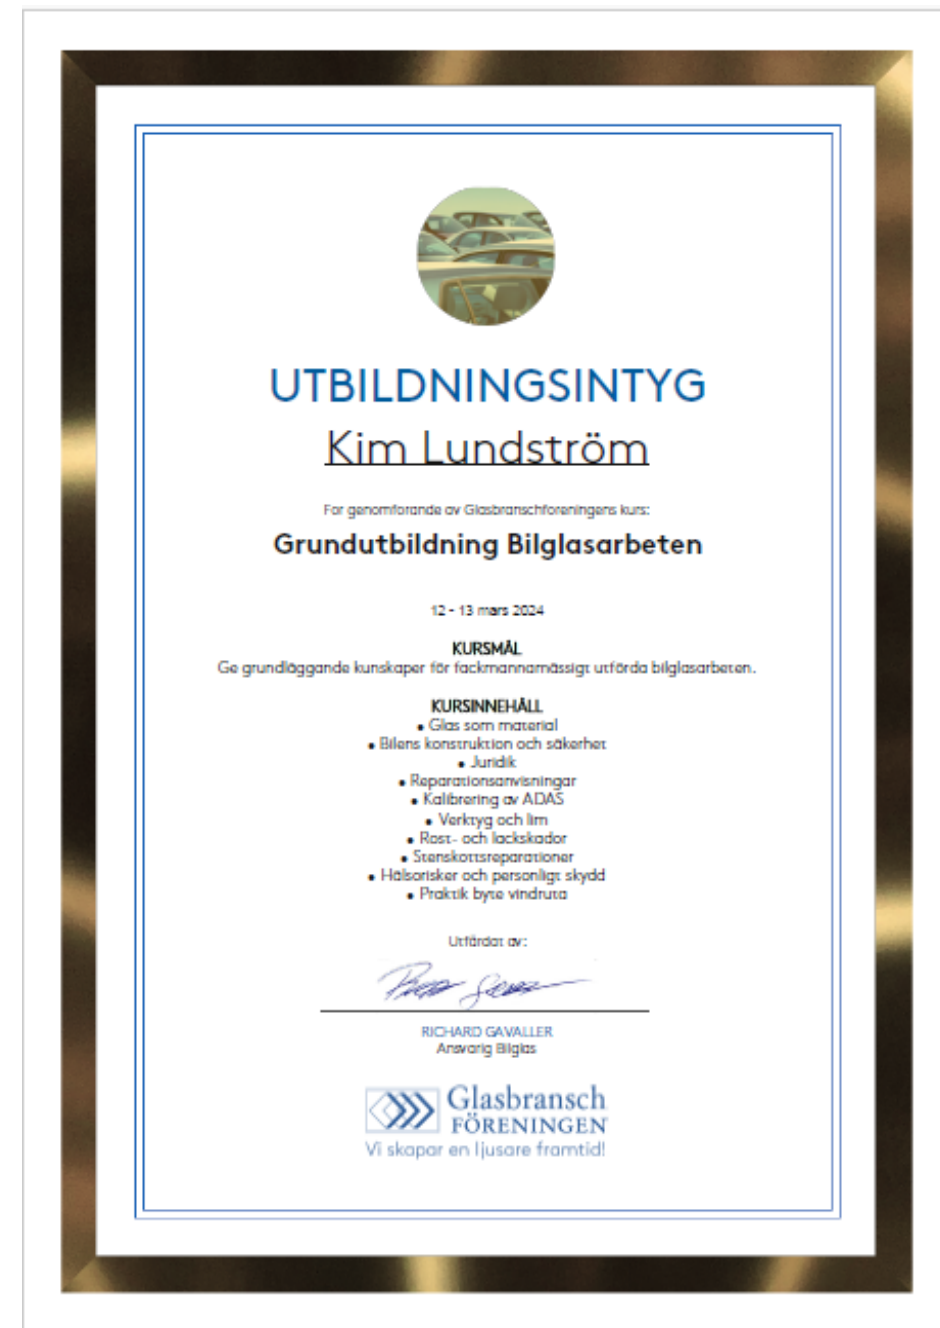 UTBILDNINGSINTYG
Kim Lundström
For genomforande av Glasbranschforeningens kurs:
Grundutbildning Bilglasarbeten
12 - 13 mars 2024
KURSMÅL
Ge grundläggande kunskaper för fackmannamässigt utförda bilglasarbeten.
KURSINNEHÅLL
• Glas som material
• Bilens konstruktion och säkerhet
• Juridik
• Reparationsanvisningar
• Kalibrering av ADAS
• Verktyg och lim
• Rost- och lackskador
• Stenskottsreparationer
• Hälsorisker och personligt skydd
• Praktik byte vindruta
Utfärdat av:
RICHARD GAVALLER
Ansvarig Bilglas
Glasbransch
FÖRENINGEN
Vi skapar en ljusare framtid!